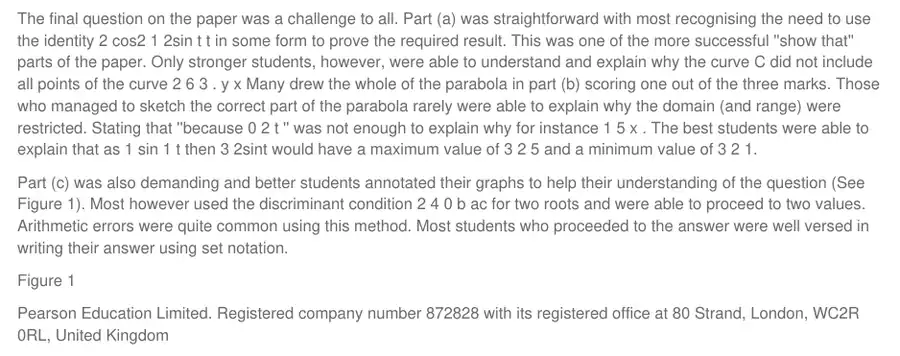 The final question on the paper was a challenge to all. Part (a) was straightforward with most recognising the need to use
the identity 2 cos2 1 2sin t t in some form to prove the required result. This was one of the more successful "show that"
parts of the paper. Only stronger students, however, were able to understand and explain why the curve C did not include
all points of the curve 2 6 3 . y x Many drew the whole of the parabola in part (b) scoring one out of the three marks. Those
who managed to sketch the correct part of the parabola rarely were able to explain why the domain (and range) were
restricted. Stating that "because 0 2 t " was not enough to explain why for instance 1 5 x . The best students were able to
explain that as 1 sin 1 t then 3 2sint would have a maximum value of 3 2 5 and a minimum value of 3 2 1.
Part (c) was also demanding and better students annotated their graphs to help their understanding of the question (See
Figure 1). Most however used the discriminant condition 2 4 0 b ac for two roots and were able to proceed to two values.
Arithmetic errors were quite common using this method. Most students who proceeded to the answer were well versed in
writing their answer using set notation.
Figure 1
Pearson Education Limited. Registered company number 872828 with its registered office at 80 Strand, London, WC2R
0RL, United Kingdom